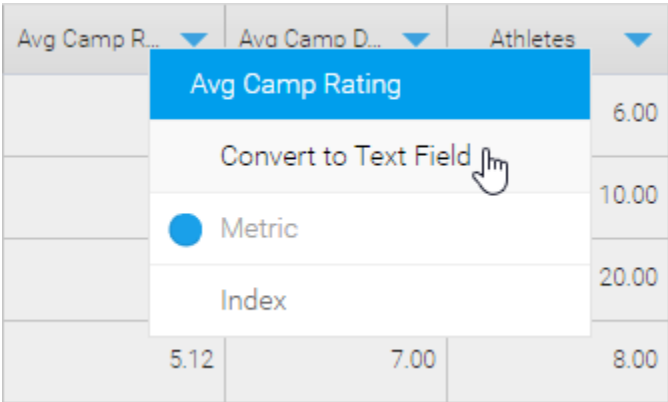 Avg Camp R... Avg Camp D... Athletes
Avg Camp Rating
6.00
Convert to Text Field
10.00
Metric
20.00
Index
5.12 7.00 8.00